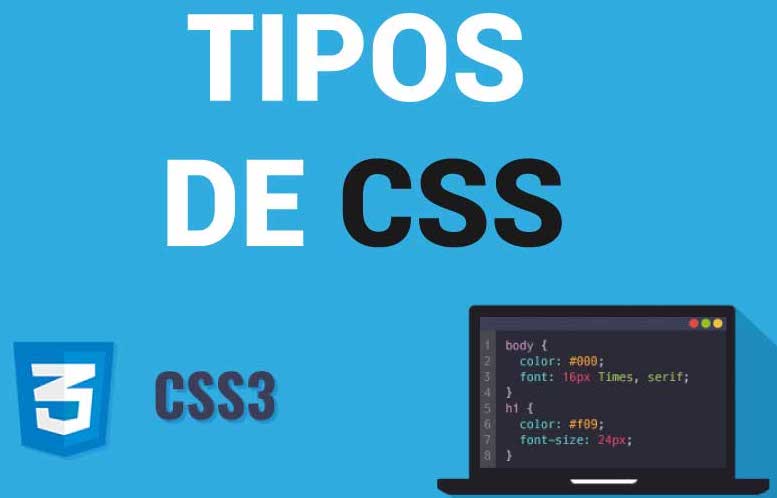 TIPOS
DE CSS
CSS3
1 body {
2 color: #000;
3 font: 16px Times, serif;
4 }
5 h1 {
6 color: #f09;
7 font-size: 24px;
8 }